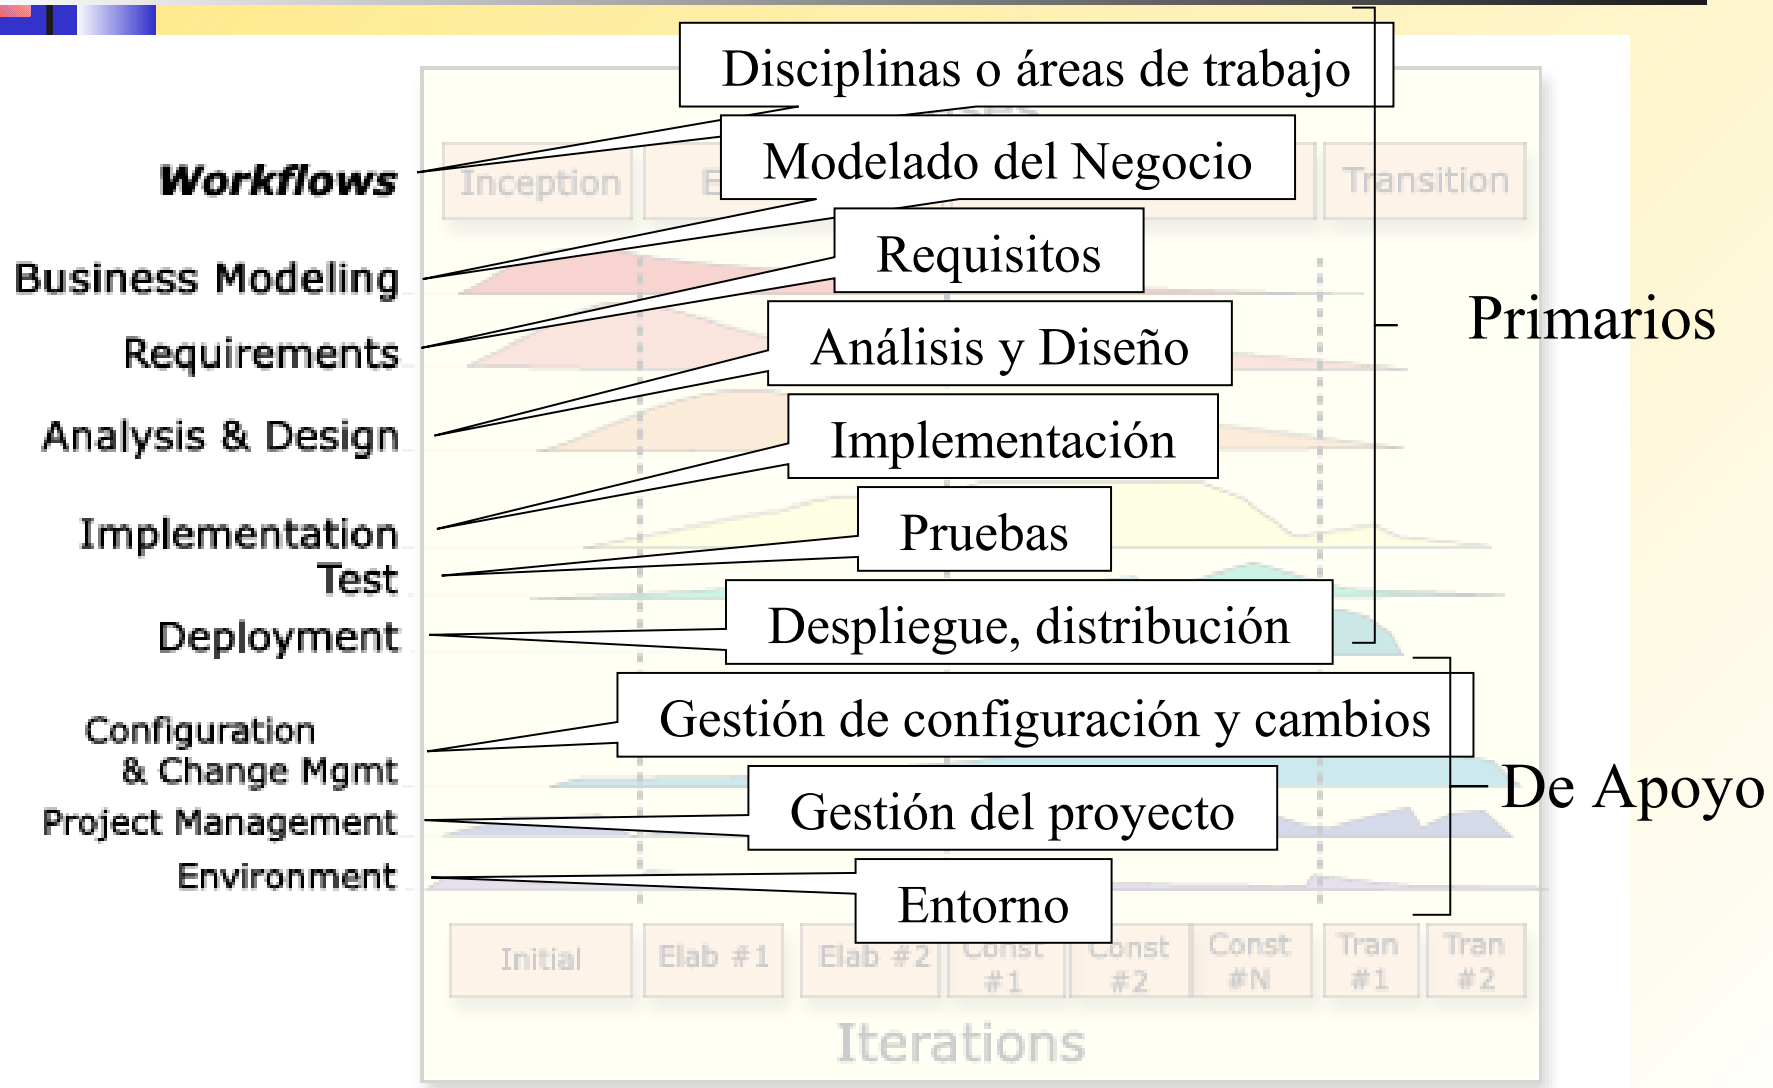 Disciplinas o áreas de trabajo
Workflows
Inception
Modelado del Negocio
Transition
Business Modeling
Requisitos
Primarios
Requirements
Análisis y Diseño
Analysis & Design
Implementación
Implementation
Pruebas
Test
Deployment
Despliegue, distribución
Configuration
& Change Mgmt
Gestión de configuración y cambios
De Apoyo
Project Management
Gestión del proyecto
Environment
Entorno
Initial
Elab #1
Elab #2
Const
#1
Const
#2
Const
#N
Tran
#1
Tran
#2
Iterations